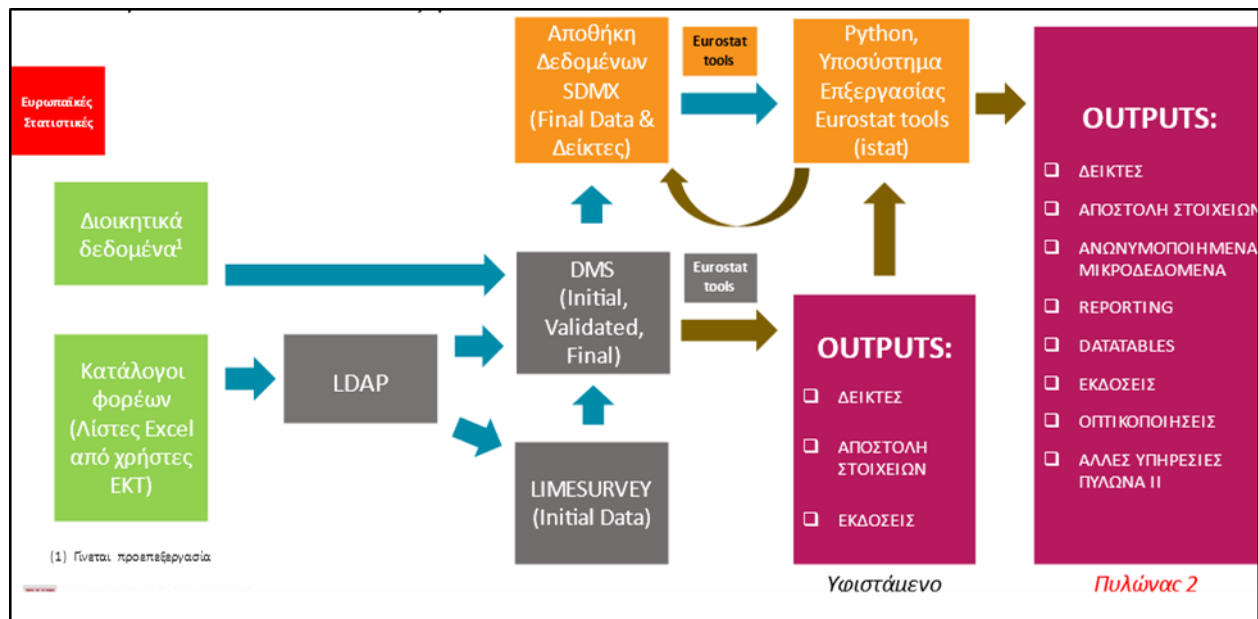 Ευρωπαϊκές
Στατιστικές
Διοικητικά
δεδομένα¹
Κατάλογοι
φορέων
(Λίστες Excel
από χρήστες
ΕΚΤ)
(1) Γίνεται προεπεξεργασία
LDAP
Αποθήκη
Δεδομένων
SDMX
(Final Data &
Δείκτες)
Eurostat
tools
Python,
Υποσύστημα
Επξεργασίας
Eurostat tools
(istat)
DMS
(Initial,
Validated,
Final)
Eurostat
tools
LIMESURVEY
(Initial Data)
OUTPUTS:
ΔΕΙΚΤΕΣ
ΑΠΟΣΤΟΛΗ
ΣΤΟΙΧΕΙΩΝ
ΕΚΔΟΣΕΙΣ
Υφιστάμενο
OUTPUTS:
ΔΕΙΚΤΕΣ
ΑΠΟΣΤΟΛΗ ΣΤΟΙΧΕΙΩΝ
ΑΝΩΝΥΜΟΠΟΙΗΜΕΝΑ
ΜΙΚΡΟΔΕΔΟΜΕΝΑ
REPORTING
DATATABLES
ΕΚΔΟΣΕΙΣ
ΟΠΤΙΚΟΠΟΙΗΣΕΙΣ
ΑΛΛΕΣ ΥΠΗΡΕΣΙΕΣ
ΠΥΛΩΝΑ ΙΙ
Πυλώνας 2